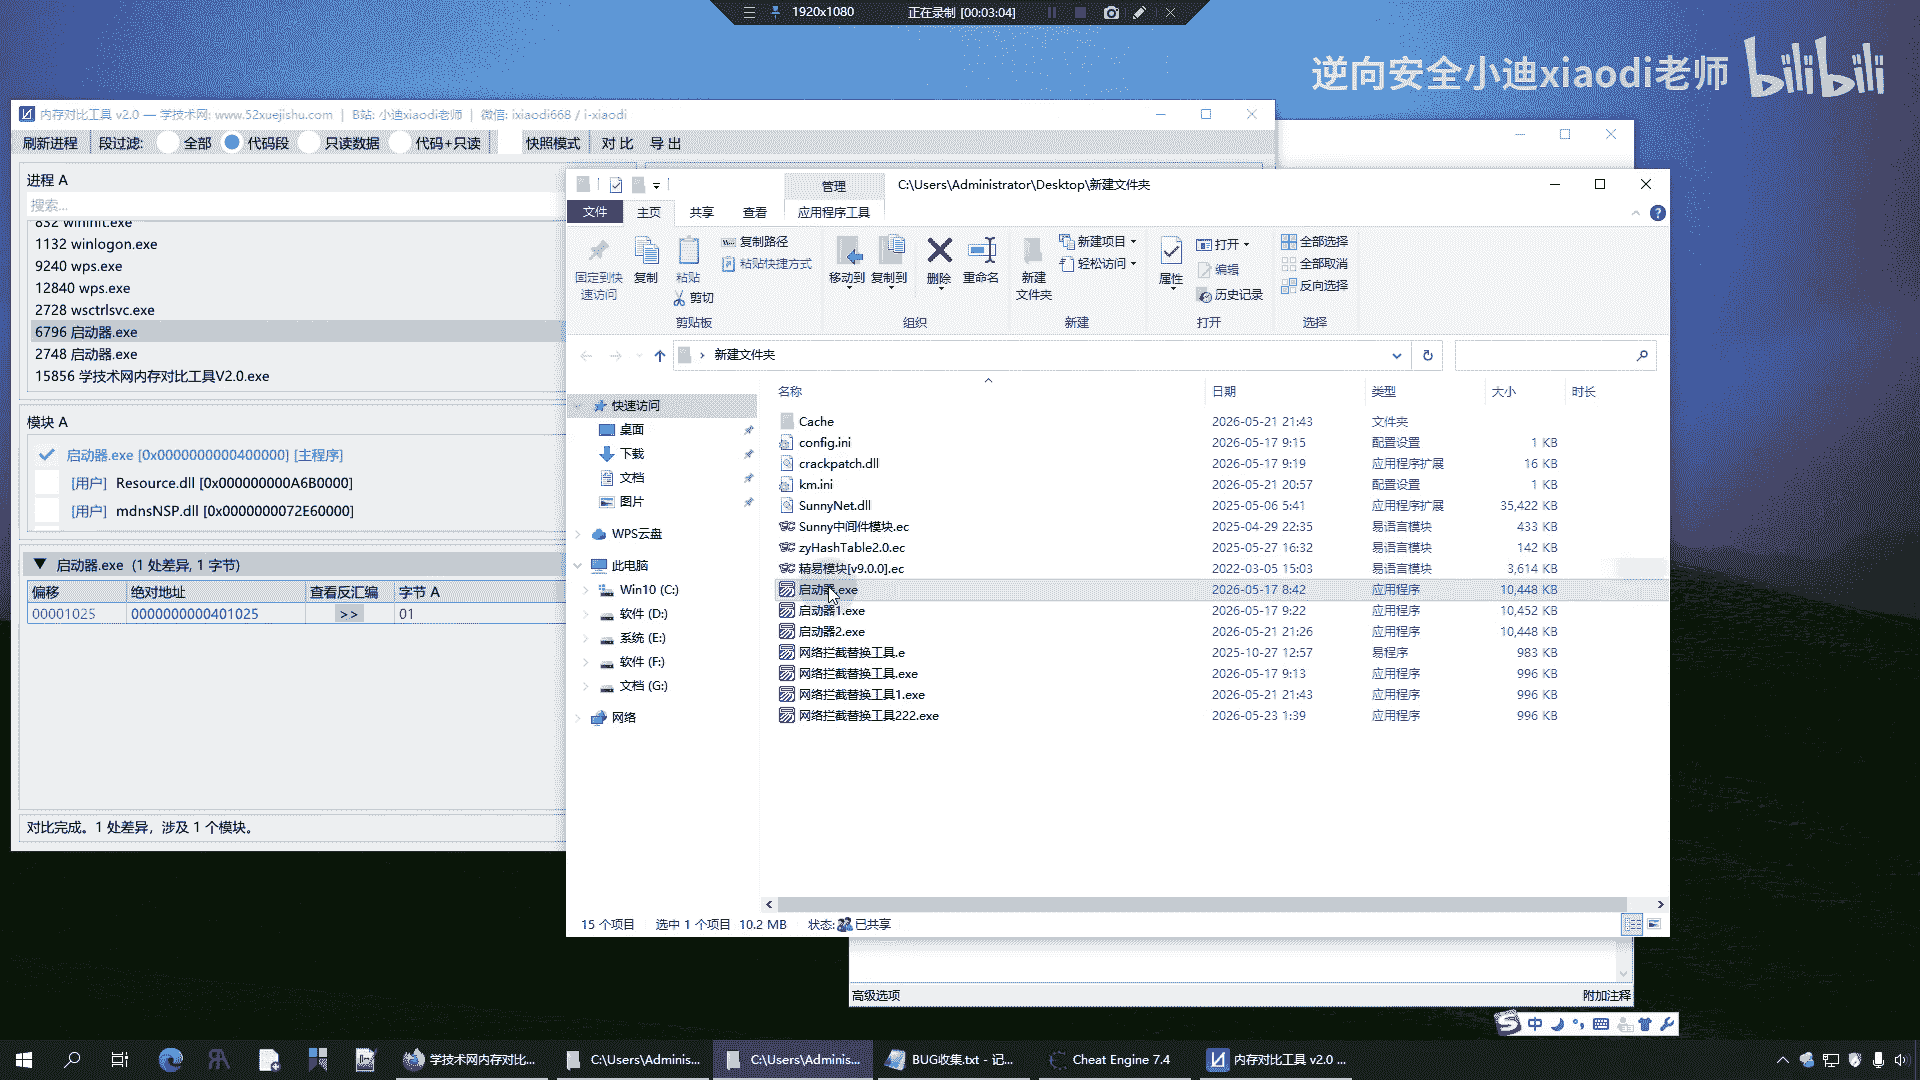 1920x1080 正在录制 [00:03:04]
逆向安全小迪xiaodi老师 bilibili
内存对比工具 v2.0 — 学技术网: www.52xuejishu.com | B站: 小迪xiaodi老师 | 微信: ixiaodi668 / i-xiaodi
刷新进程 段过滤: 全部 代码段 只读数据 代码+只读 快照模式 对 比 导 出
进程 A
搜索...
832 wininit.exe
1132 winlogon.exe
9240 wps.exe
12840 wps.exe
2728 wsctrlsvc.exe
6796 启动器.exe
2748 启动器.exe
15856 学技术网内存对比工具V2.0.exe
模块 A
启动器.exe [0x0000000000400000] [主程序]
[用户] Resource.dll [0x000000000A6B0000]
[用户] mdnsNSP.dll [0x0000000072E60000]
启动器.exe (1 处差异, 1 字节)
偏移 绝对地址 查看反汇编 字节 A
00001025 0000000000401025 >> 01
对比完成。1 处差异，涉及 1 个模块。
管理 C:\Users\Administrator\Desktop\新建文件夹
文件 主页 共享 查看 应用程序工具
固定到快速访问 复制 粘贴 复制路径 粘贴快捷方式 剪切 移动到 复制到 删除 重命名 新建文件夹 新建项目 轻松访问 属性 打开 编辑 历史记录 全部选择 全部取消 反向选择
剪贴板 组织 新建 打开 选择
新建文件夹
快速访问
桌面
下载
文档
图片
WPS云盘
此电脑
Win10 (C:)
软件 (D:)
系统 (E:)
软件 (F:)
文档 (G:)
网络
名称 日期 类型 大小 时长
Cache 2026-05-21 21:43 文件夹
config.ini 2026-05-17 9:15 配置设置 1 KB
crackpatch.dll 2026-05-17 9:19 应用程序扩展 16 KB
km.ini 2026-05-21 20:57 配置设置 1 KB
SunnyNet.dll 2025-05-06 5:41 应用程序扩展 35,422 KB
Sunny中间件模块.ec 2025-04-29 22:35 易语言模块 433 KB
zyHashTable2.0.ec 2025-05-27 16:32 易语言模块 142 KB
精易模块[v9.0.0].ec 2022-03-05 15:03 易语言模块 3,614 KB
启动器.exe 2026-05-17 8:42 应用程序 10,448 KB
启动器1.exe 2026-05-17 9:22 应用程序 10,452 KB
启动器2.exe 2026-05-21 21:26 应用程序 10,448 KB
网络拦截替换工具.e 2025-10-27 12:57 易程序 983 KB
网络拦截替换工具.exe 2026-05-17 9:13 应用程序 996 KB
网络拦截替换工具1.exe 2026-05-21 21:43 应用程序 996 KB
网络拦截替换工具222.exe 2026-05-23 1:39 应用程序 996 KB
15 个项目 选中 1 个项目 10.2 MB 状态: 已共享
高级选项 附加注释
中
学技术网内存对比... C:\Users\Adminis... C:\Users\Adminis... BUG收集.txt - 记... Cheat Engine 7.4 内存对比工具 v2.0 ...